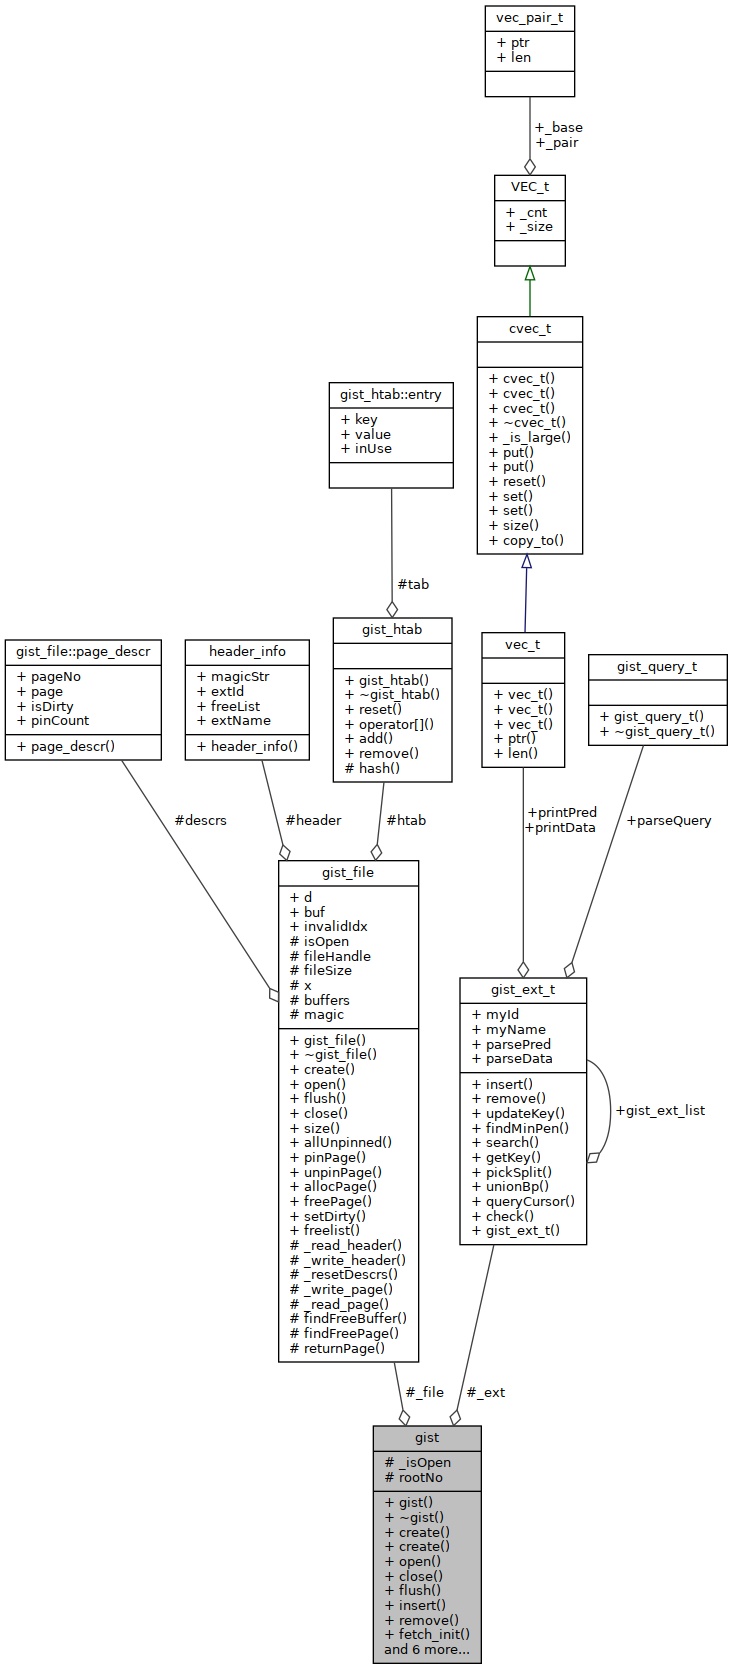 vec_pair_t
+ ptr
+ len
+_base
+_pair
VEC_t
+ _cnt
+ _size
cvec_t
+ cvec_t()
+ cvec_t()
+ cvec_t()
+ ~cvec_t()
+ _is_large()
+ put()
+ put()
+ reset()
+ set()
+ set()
+ size()
+ copy_to()
gist_htab::entry
+ key
+ value
+ inUse
#tab
gist_file::page_descr
+ pageNo
+ page
+ isDirty
+ pinCount
+ page_descr()
header_info
+ magicStr
+ extId
+ freeList
+ extName
+ header_info()
gist_htab
+ gist_htab()
+ ~gist_htab()
+ reset()
+ operator[]()
+ add()
+ remove()
# hash()
vec_t
+ vec_t()
+ vec_t()
+ vec_t()
+ ptr()
+ len()
gist_query_t
+ gist_query_t()
+ ~gist_query_t()
#descrs
#header
#htab
+printPred
+printData
+parseQuery
gist_file
+ d
+ buf
+ invalidIdx
# isOpen
# fileHandle
# fileSize
# x
# buffers
# magic
+ gist_file()
+ ~gist_file()
+ create()
+ open()
+ flush()
+ close()
+ size()
+ allUnpinned()
+ pinPage()
+ unpinPage()
+ allocPage()
+ freePage()
+ setDirty()
+ freelist()
# _read_header()
# _write_header()
# _resetDescrs()
# _write_page()
# _read_page()
# findFreeBuffer()
# findFreePage()
# returnPage()
gist_ext_t
+ myId
+ myName
+ parsePred
+ parseData
+ insert()
+ remove()
+ updateKey()
+ findMinPen()
+ search()
+ getKey()
+ pickSplit()
+ unionBp()
+ queryCursor()
+ check()
+ gist_ext_t()
+gist_ext_list
#_file
#_ext
gist
# _isOpen
# rootNo
+ gist()
+ ~gist()
+ create()
+ create()
+ open()
+ close()
+ flush()
+ insert()
+ remove()
+ fetch_init()
and 6 more...